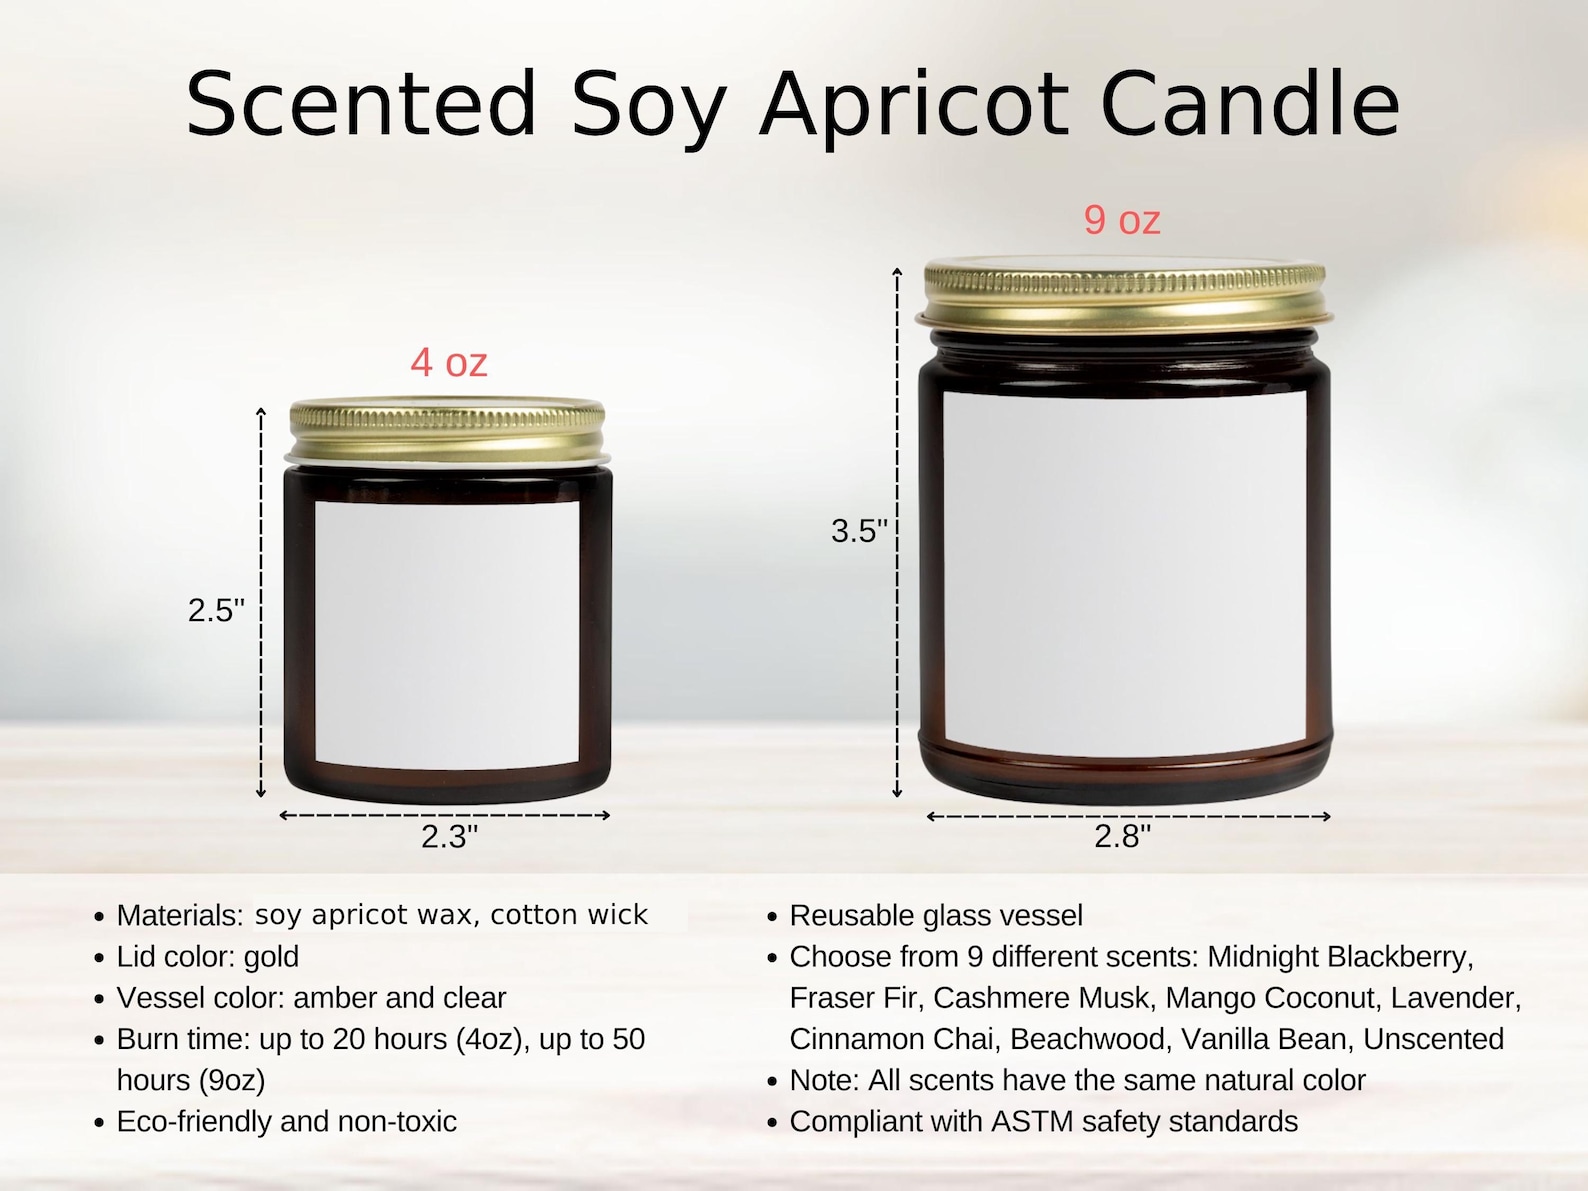 Scented Soy Apricot Candle
9 oz
4 oz
3.5"
2.5"
2.3"
2.8"
• Materials: soy apricot wax, cotton wick
• Lid color: gold
• Vessel color: amber and clear
• Burn time: up to 20 hours (4oz), up to 50
hours (9oz)
• Eco-friendly and non-toxic
• Reusable glass vessel
• Choose from 9 different scents: Midnight Blackberry,
Fraser Fir, Cashmere Musk, Mango Coconut, Lavender,
Cinnamon Chai, Beachwood, Vanilla Bean, Unscented
• Note: All scents have the same natural color
• Compliant with ASTM safety standards